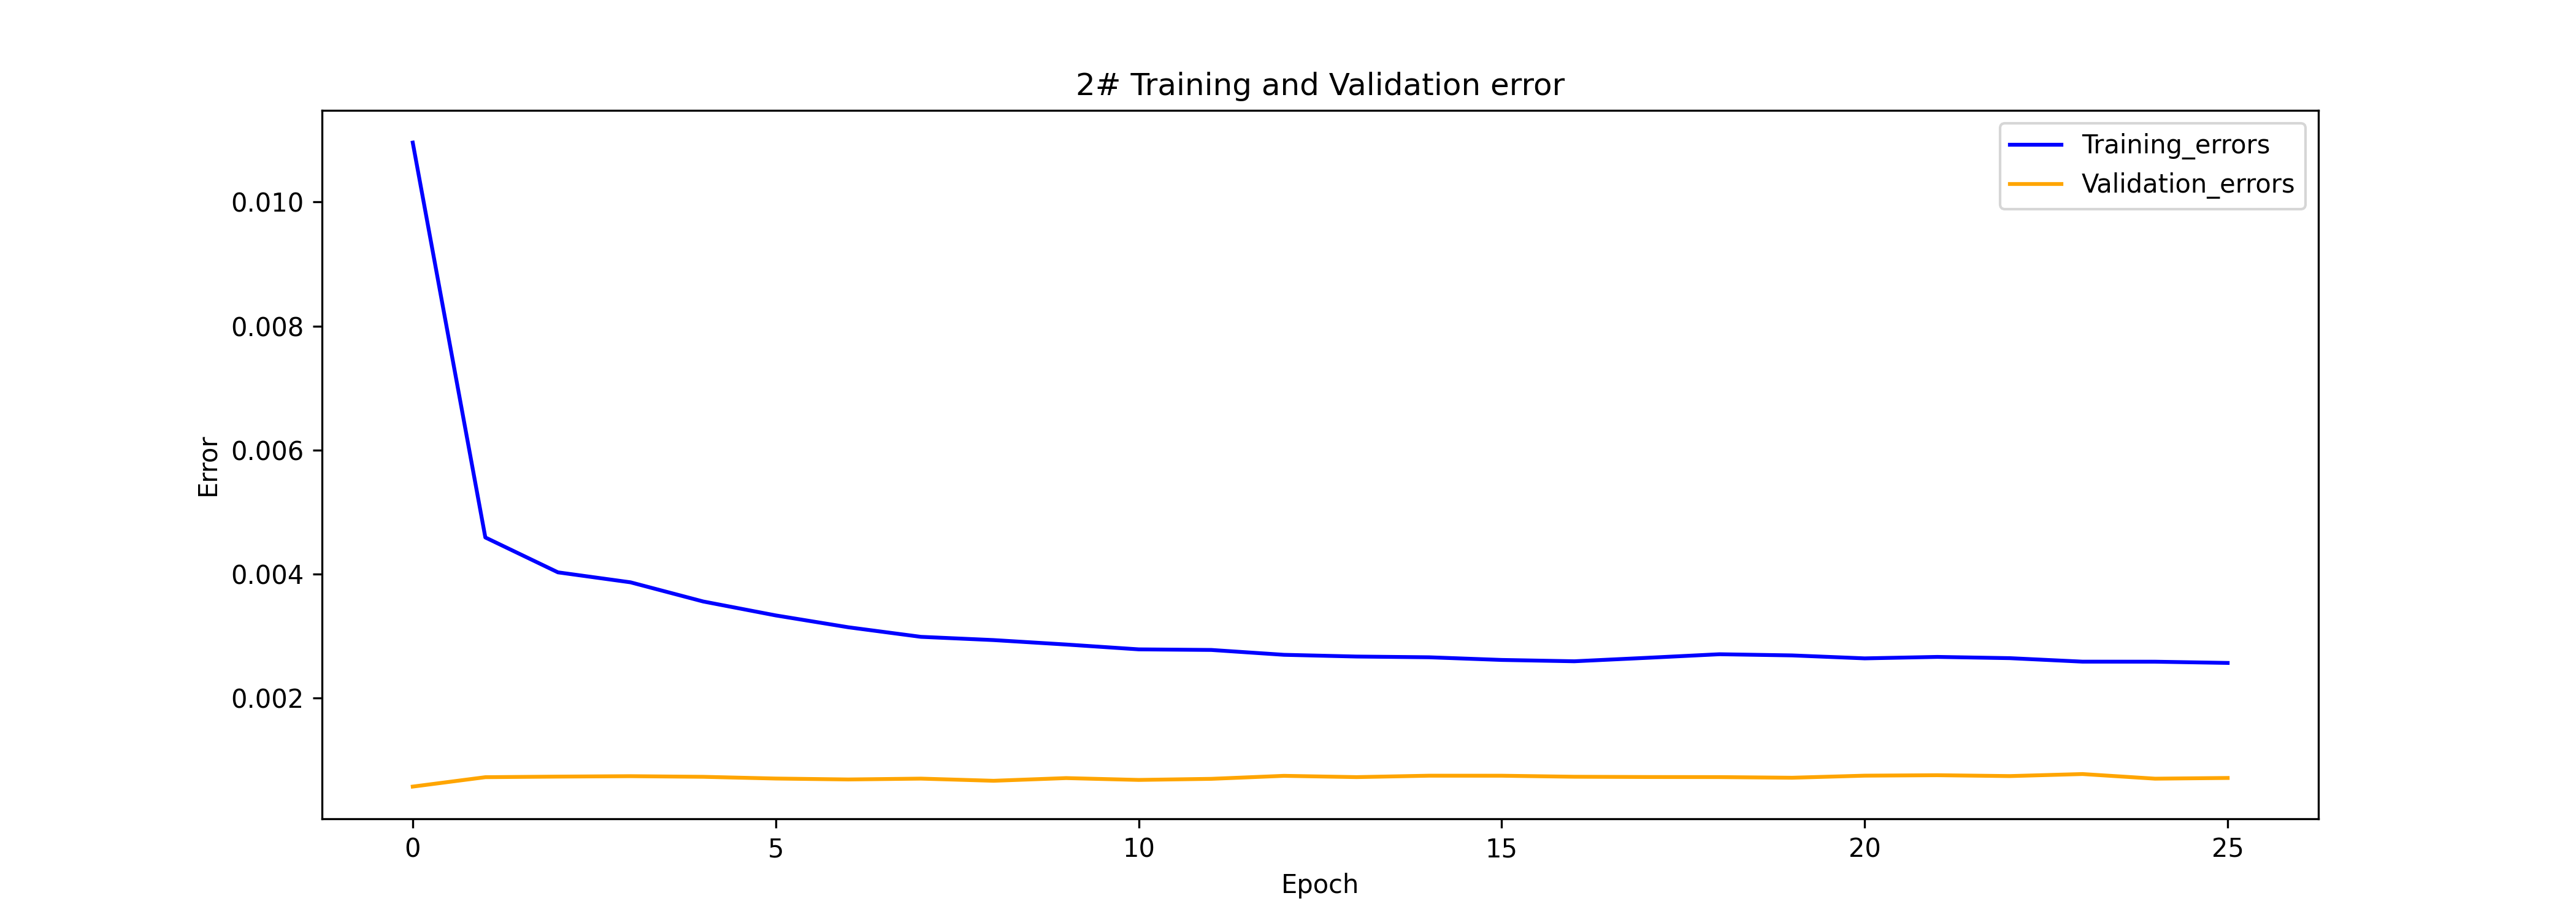 2# Training and Validation error
Training_errors
Validation_errors
Error
0.010
0.008
0.006
0.004
0.002
0 5 10 15 20 25
Epoch